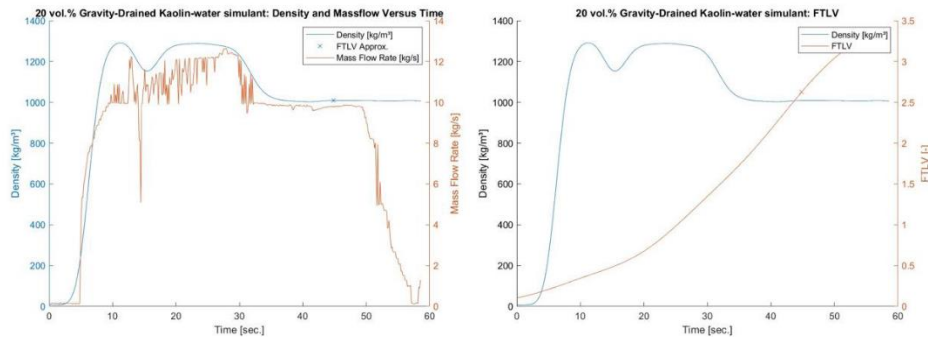 20 vol.% Gravity-Drained Kaolin-water simulant: Density and Massflow Versus Time
1400
1200
1000
800
600
400
200
0
Density [kg/m³]
0 10 20 30 40 50 60
Time [sec.]
14
12
10
8
6
4
2
0
Mass Flow Rate [kg/s]
Density [kg/m³]
FTLV Approx.
Mass Flow Rate [kg/s]
20 vol.% Gravity-Drained Kaolin-water simulant: FTLV
1400
1200
1000
800
600
400
200
0
Density [kg/m³]
0 10 20 30 40 50 60
Time [sec.]
3.5
3
2.5
2
1.5
1
0.5
0
FTLV [-]
Density [kg/m³]
FTLV